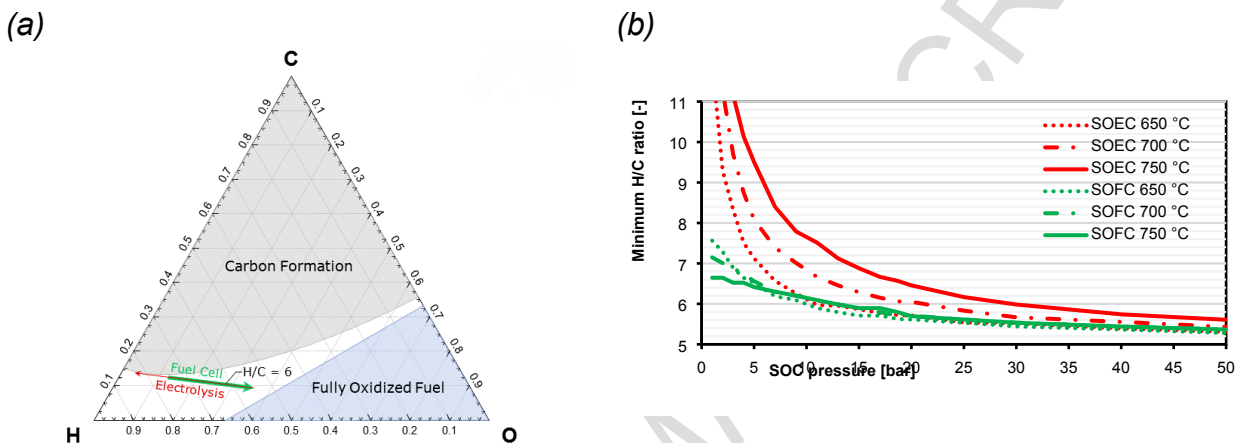 (a)
C
0.9
0.1
0.8
0.2
0.7
0.3
0.6
0.4
0.5
0.5
0.4
0.6
0.3
0.7
0.2
0.8
0.1
0.9
Carbon Formation
Fuel Cell
H/C = 6
Electrolysis
Fully Oxidized Fuel
H
0.9
0.8
0.7
0.6
0.5
0.4
0.3
0.2
0.1
O
(b)
Minimum H/C ratio [-]
11
10
9
8
7
6
5
SOEC 650 °C
SOEC 700 °C
SOEC 750 °C
SOFC 650 °C
SOFC 700 °C
SOFC 750 °C
0
5
10
15
20
25
30
35
40
45
50
SOC pressure [bar]